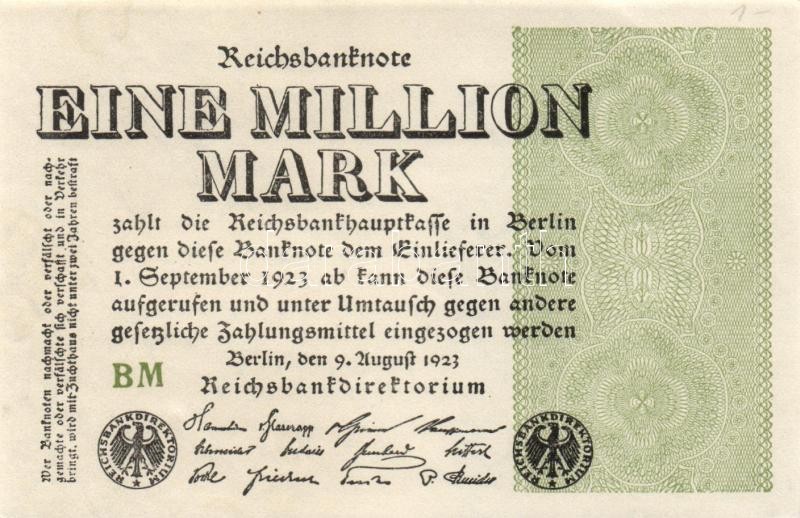 1-
Reichsbanknote
EINE MILLION
MARK
zahlt die Reichsbankhauptkasse in Berlin
gegen diese Banknote dem Einlieferer. Vom
1. September 1923 ab kann diese Banknote
aufgerufen und unter Umtausch gegen andere
gesetzliche Zahlungsmittel eingezogen werden
Berlin, den 9. August 1923
BM
Reichsbankdirektorium
Wer Banknoten nachmacht oder verfälscht oder nach-
gemachte oder verfälschte sich verschafft und in Verkehr
bringt, wird mit Zuchthaus nicht unter zwei Jahren bestraft
REICHSBANKDIREKTORIUM
REICHSBANKDIREKTORIUM